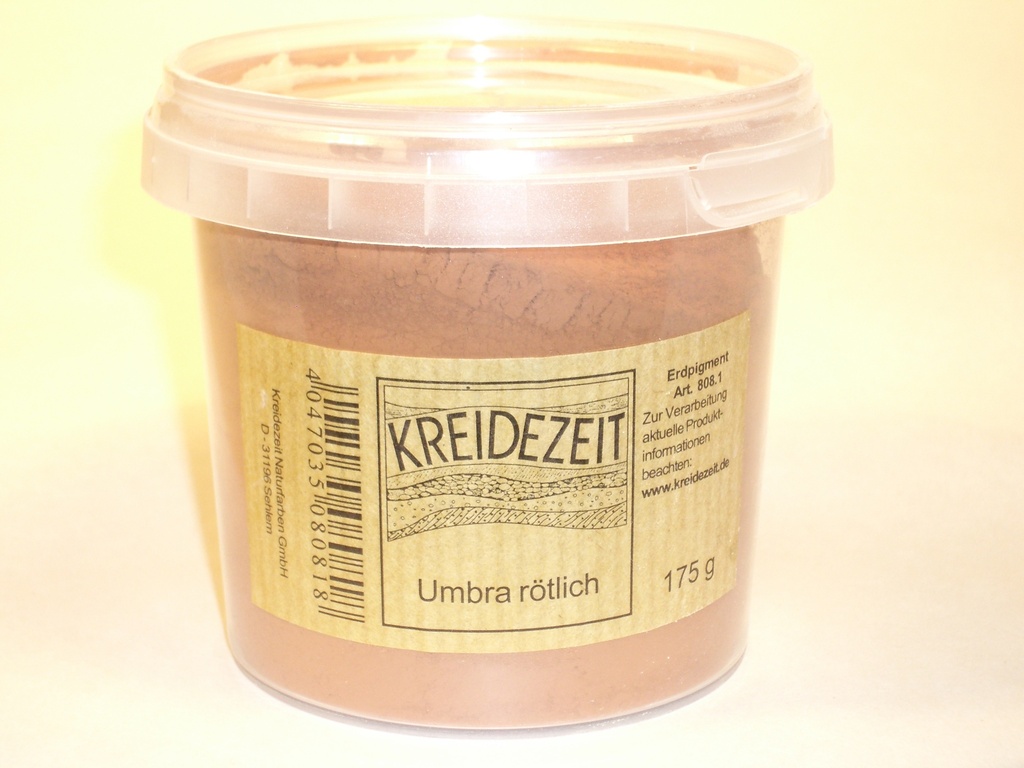 Kreidezeit Naturfarben GmbH
D - 31196 Sehlem
4 047035 080818
KREIDEZEIT
Umbra rötlich
Erdpigment
Art. 808.1
Zur Verarbeitung
aktuelle Produkt-
informationen
beachten:
www.kreidezeit.de
175 g